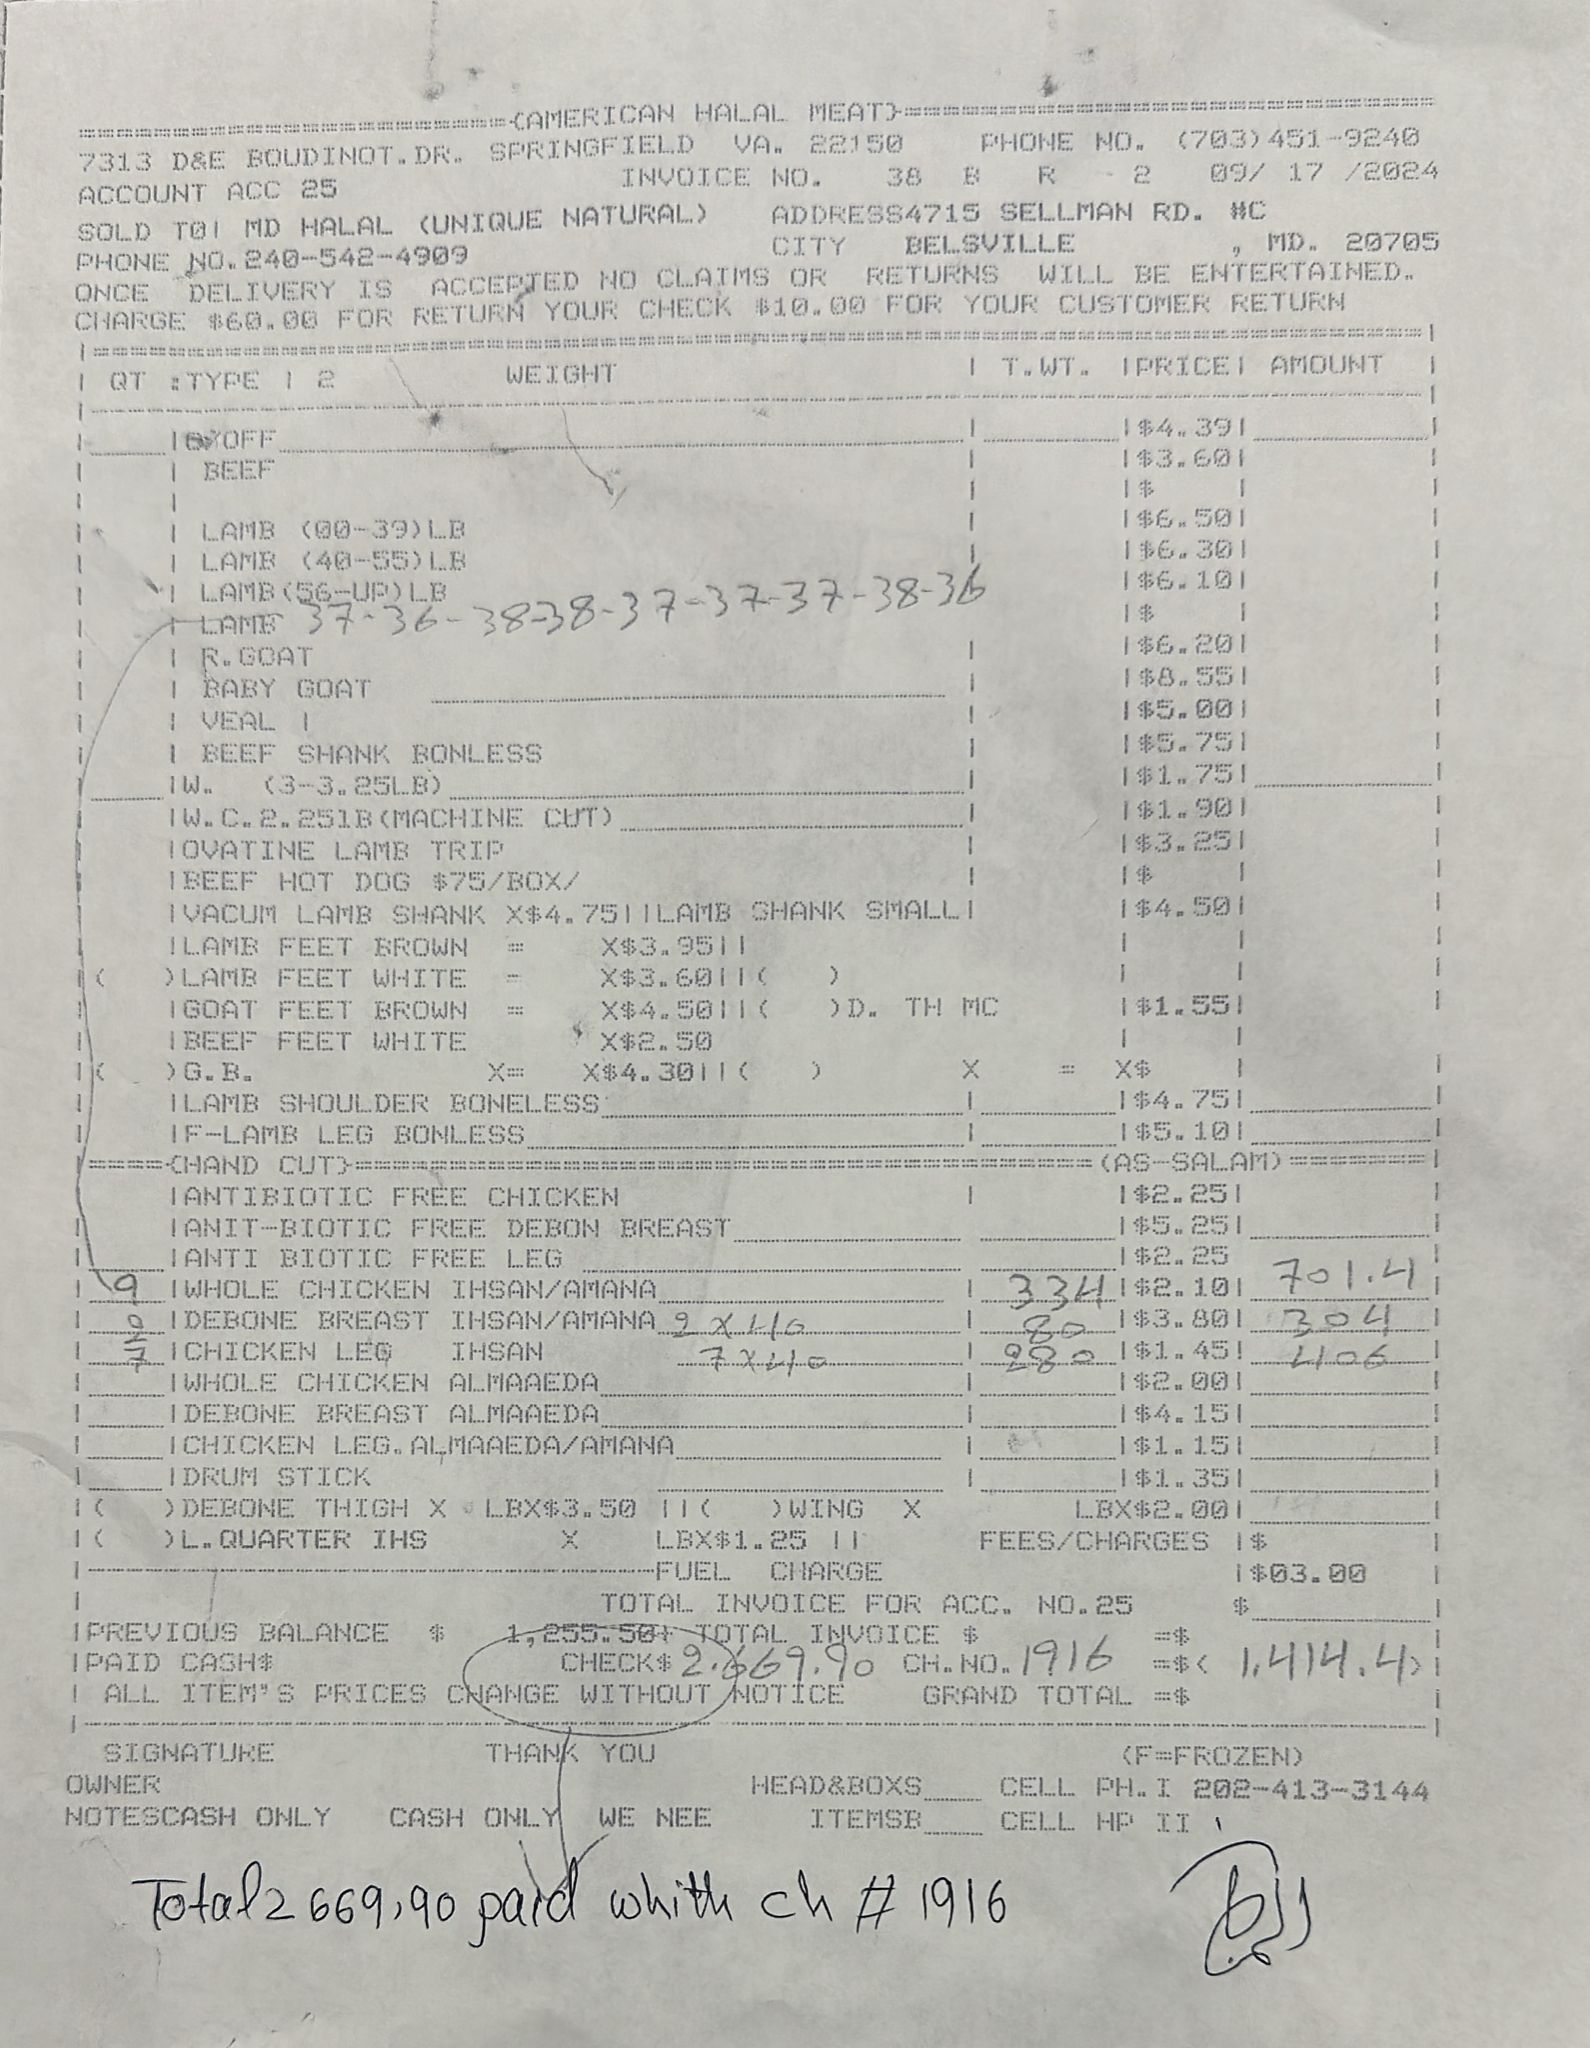 ==={AMERICAN HALAL MEAT}===
7313 D&E BOUDINOT.DR. SPRINGFIELD VA. 22150 PHONE NO. (703)451-9240
ACCOUNT ACC 25 INVOICE NO. 38 B R - 2 09/ 17 /2024
SOLD TO| MD HALAL (UNIQUE NATURAL) ADDRESS4715 SELLMAN RD. #C
PHONE NO.240-542-4909 CITY BELSVILLE , MD. 20705
ONCE DELIVERY IS ACCEPTED NO CLAIMS OR RETURNS WILL BE ENTERTAINED.
CHARGE $60.00 FOR RETURN YOUR CHECK $10.00 FOR YOUR CUSTOMER RETURN
| QT :TYPE | 2 WEIGHT | T.WT. |PRICE| AMOUNT |
YOFF |$4.39|
| BEEF |$3.60|
|$ |
| LAMB (00-39)LB |$6.50|
| LAMB (40-55)LB |$6.30|
| LAMB(56-UP)LB |$6.10|
| LAMB 37-36-38-38-37-37-37-38-36 |$ |
| R.GOAT |$6.20|
| BABY GOAT |$8.55|
| VEAL | |$5.00|
| BEEF SHANK BONLESS |$5.75|
|W. (3-3.25LB) |$1.75|
|W.C.2.25lB(MACHINE CUT) |$1.90|
|OVATINE LAMB TRIP |$3.25|
|BEEF HOT DOG $75/BOX/ |$ |
|VACUM LAMB SHANK X$4.75||LAMB SHANK SMALL| |$4.50|
|LAMB FEET BROWN = X$3.95||
|( )LAMB FEET WHITE = X$3.60||( )
|GOAT FEET BROWN = X$4.50||( )D. TH MC |$1.55|
|BEEF FEET WHITE X$2.50
|( )G.B. X= X$4.30||( ) X = X$ |
|LAMB SHOULDER BONELESS |$4.75|
|F-LAMB LEG BONLESS |$5.10|
|===={HAND CUT}===(AS-SALAM)===|
|ANTIBIOTIC FREE CHICKEN |$2.25|
|ANIT-BIOTIC FREE DEBON BREAST |$5.25|
|ANTI BIOTIC FREE LEG |$2.25
9 |WHOLE CHICKEN IHSAN/AMANA 334 |$2.10| 701.4
2 |DEBONE BREAST IHSAN/AMANA 2 x 40 80 |$3.80| 304
7 |CHICKEN LEG IHSAN 7 x 40 280 |$1.45| 406
|WHOLE CHICKEN ALMAAEDA |$2.00|
|DEBONE BREAST ALMAAEDA |$4.15|
|CHICKEN LEG.ALMAAEDA/AMANA |$1.15|
|DRUM STICK |$1.35|
|( )DEBONE THIGH X LBX$3.50 ||( )WING X LBX$2.00|
|( )L.QUARTER IHS X LBX$1.25 || FEES/CHARGES |$
|---FUEL CHARGE |$03.00
TOTAL INVOICE FOR ACC. NO.25 $
|PREVIOUS BALANCE $ 1,255.50+ TOTAL INVOICE $ =$
|PAID CASH$ CHECK$ 2.669.90 CH.NO. 1916 =$< 1,414.4>|
| ALL ITEM'S PRICES CHANGE WITHOUT NOTICE GRAND TOTAL =$
SIGNATURE THANK YOU (F=FROZEN)
OWNER HEAD&BOXS CELL PH.I 202-413-3144
NOTESCASH ONLY CASH ONLY WE NEE ITEMSB CELL HP II
Total 2669,90 paid whith ch # 1916